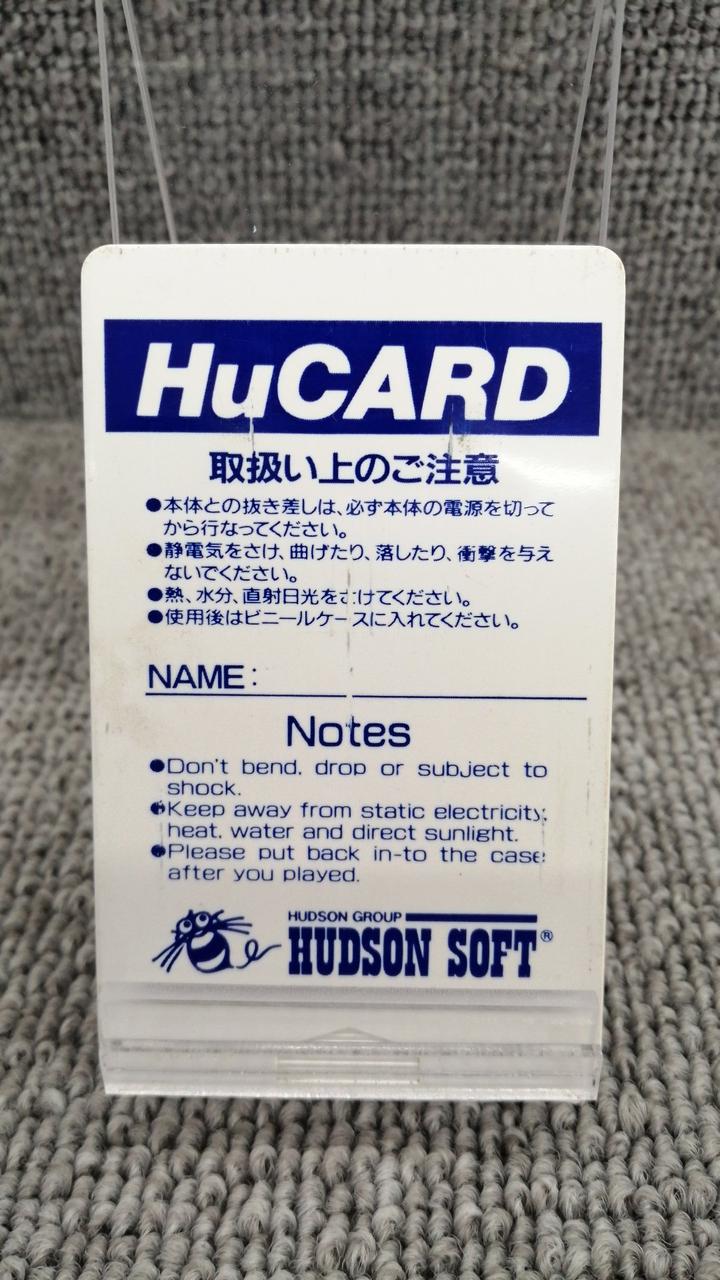 HuCARD
取扱い上のご注意
●本体との抜き差しは、必ず本体の電源を切って
から行なってください。
●静電気をさけ、曲げたり、落したり、衝撃を与え
ないでください。
●熱、水分、直射日光をさけてください。
●使用後はビニールケースに入れてください。
NAME:
Notes
●Don't bend, drop or subject to
shock.
●Keep away from static electricity,
heat, water and direct sunlight.
●Please put back in-to the case
after you played.
HUDSON GROUP
HUDSON SOFT®